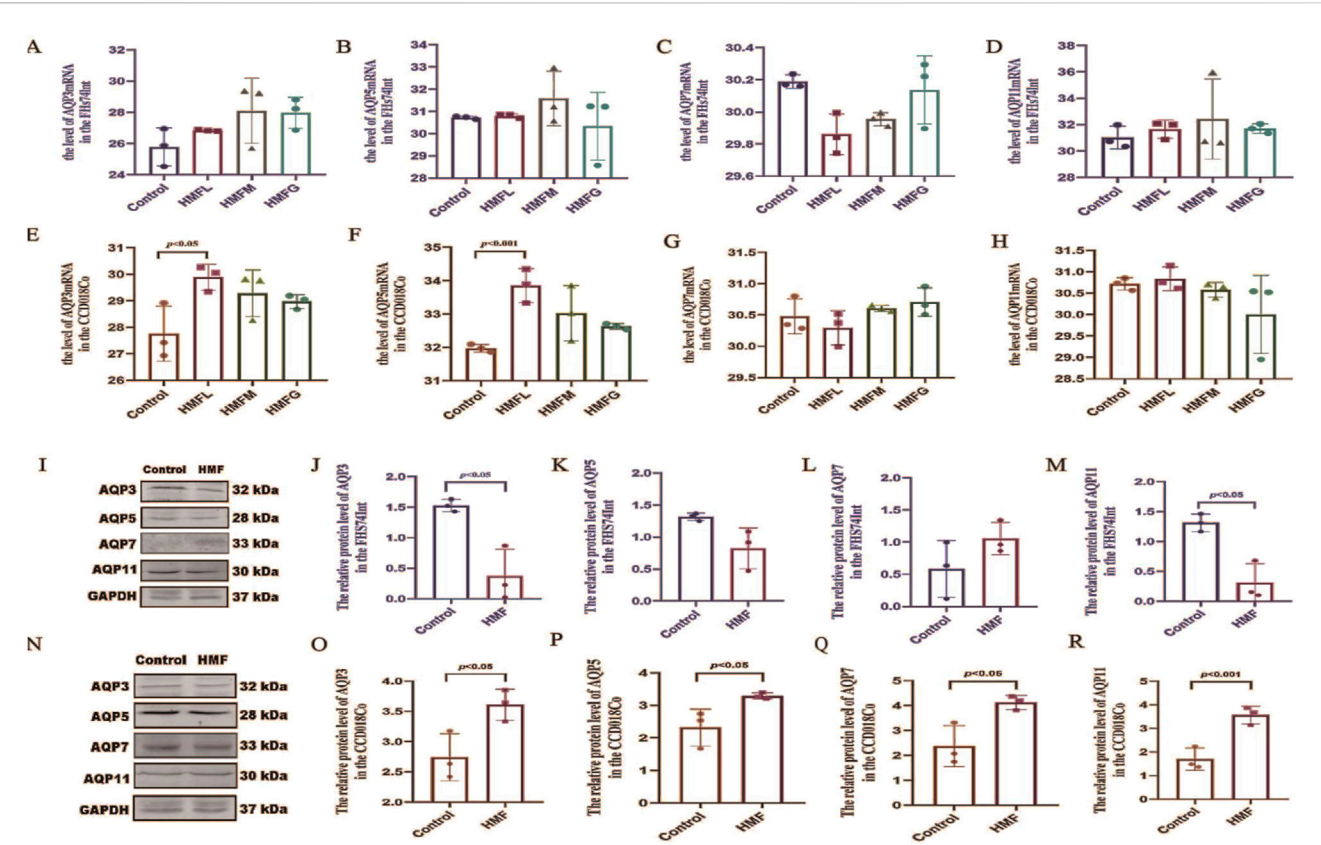 A
the level of AQP3mRNA
in the FHs74Int
32
30
28
26
24
Control
HMFL
HMFM
HMFG
B
the level of AQP5mRNA
in the FHs74Int
34
33
32
31
30
29
28
Control
HMFL
HMFM
HMFG
C
the level of AQP7mRNA
in the FHs74Int
30.4
30.2
30.0
29.8
29.6
Control
HMFL
HMFM
HMFG
D
the level of AQP11mRNA
in the FHs74Int
38
36
34
32
30
28
Control
HMFL
HMFM
HMFG
E
the level of AQP3mRNA
in the CCD018Co
31
30
29
28
27
26
p<0.05
Control
HMFL
HMFM
HMFG
F
the level of AQP5mRNA
in the CCD018Co
35
34
33
32
31
p<0.001
Control
HMFL
HMFM
HMFG
G
the level of AQP7mRNA
in the CCD018Co
31.5
31.0
30.5
30.0
29.5
Control
HMFL
HMFM
HMFG
H
the level of AQP11mRNA
in the CCD018Co
31.5
31.0
30.5
30.0
29.5
29.0
28.5
Control
HMFL
HMFM
HMFG
I
Control HMF
AQP3 32 kDa
AQP5 28 kDa
AQP7 33 kDa
AQP11 30 kDa
GAPDH 37 kDa
J
The relative protein level of AQP3
in the FHS74Int
2.0
1.5
1.0
0.5
0.0
p<0.05
Control
HMF
K
The relative protein level of AQP5
in the FHS74Int
2.0
1.5
1.0
0.5
0.0
Control
HMF
L
The relative protein level of AQP7
in the FHS74Int
2.0
1.5
1.0
0.5
0.0
Control
HMF
M
The relative protein level of AQP11
in the FHS74Int
2.0
1.5
1.0
0.5
0.0
p<0.05
Control
HMF
N
Control HMF
AQP3 32 kDa
AQP5 28 kDa
AQP7 33 kDa
AQP11 30 kDa
GAPDH 37 kDa
O
The relative protein level of AQP3
in the CCD018Co
4.0
3.5
3.0
2.5
2.0
p<0.05
Control
HMF
P
The relative protein level of AQP5
in the CCD018Co
4
3
2
1
0
p<0.05
Control
HMF
Q
The relative protein level of AQP7
in the CCD018Co
5
4
3
2
1
0
p<0.05
Control
HMF
R
The relative protein level of AQP11
in the CCD018Co
5
4
3
2
1
0
p<0.001
Control
HMF